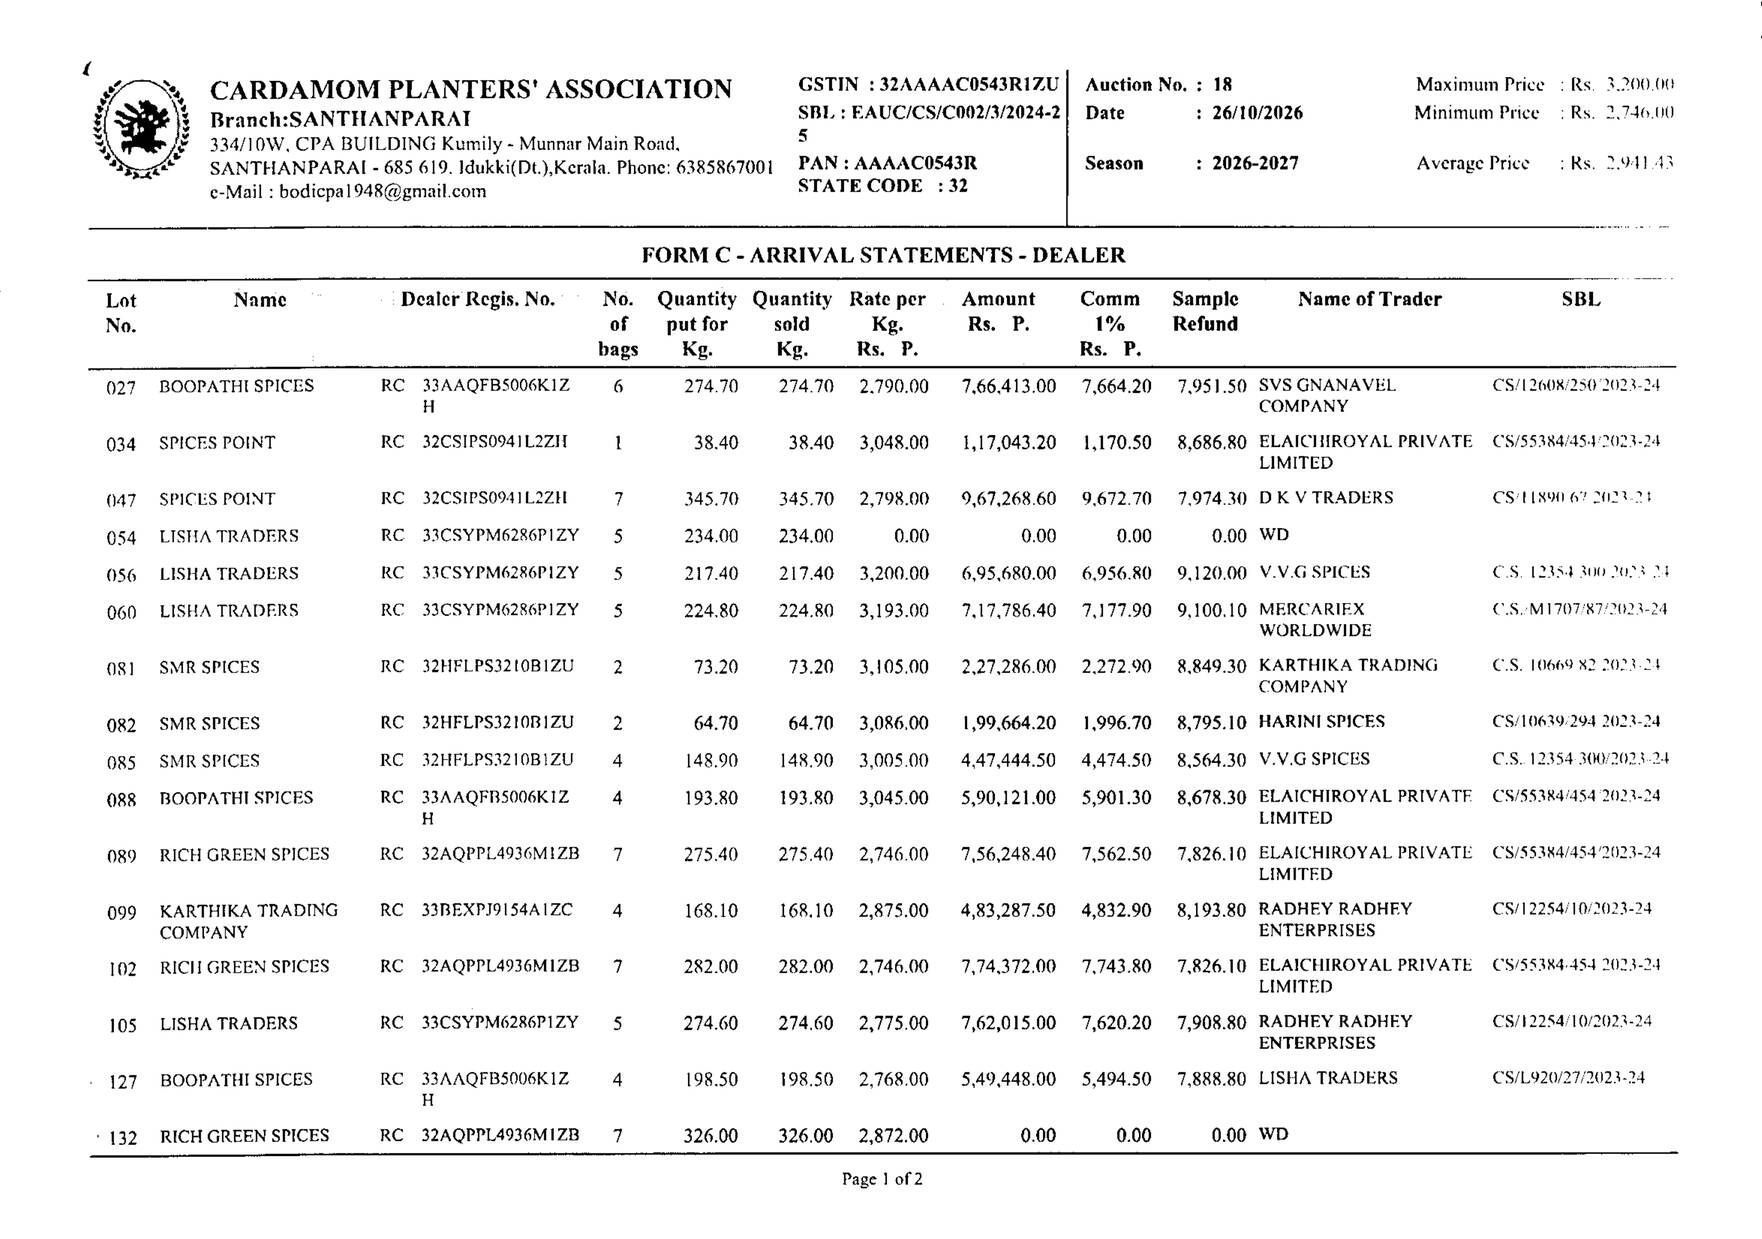 CARDAMOM PLANTERS' ASSOCIATION
Branch:SANTHANPARAI
334/10W, CPA BUILDING Kumily - Munnar Main Road,
SANTHANPARAI - 685 619. Idukki(Dt.),Kerala. Phone: 6385867001
e-Mail : bodicpa1948@gmail.com
GSTIN : 32AAAAC0543R1ZU
SBL : EAUC/CS/C002/3/2024-2
5
PAN : AAAAC0543R
STATE CODE : 32
Auction No. : 18
Date : 26/10/2026
Season : 2026-2027
Maximum Price : Rs. 3,200.00
Minimum Price : Rs. 2,746.00
Average Price : Rs. 2,941.43
FORM C - ARRIVAL STATEMENTS - DEALER
Lot Name Dealer Regis. No. No. Quantity Quantity Rate per Amount Comm Sample Name of Trader SBL
No. of put for sold Kg. Rs. P. 1% Refund
bags Kg. Kg. Rs. P. Rs. P.
027 BOOPATHI SPICES RC 33AAQFB5006K1Z 6 274.70 274.70 2,790.00 7,66,413.00 7,664.20 7,951.50 SVS GNANAVEL CS/12608/250/2023-24
H COMPANY
034 SPICES POINT RC 32CSIPS0941L2ZH 1 38.40 38.40 3,048.00 1,17,043.20 1,170.50 8,686.80 ELAICHIROYAL PRIVATE CS/55384/454/2023-24
LIMITED
047 SPICES POINT RC 32CSIPS0941L2ZH 7 345.70 345.70 2,798.00 9,67,268.60 9,672.70 7,974.30 D K V TRADERS CS/11890/67/2023-24
054 LISHA TRADERS RC 33CSYPM6286P1ZY 5 234.00 234.00 0.00 0.00 0.00 0.00 WD
056 LISHA TRADERS RC 33CSYPM6286P1ZY 5 217.40 217.40 3,200.00 6,95,680.00 6,956.80 9,120.00 V.V.G SPICES C.S. 12354/300/2023-24
060 LISHA TRADERS RC 33CSYPM6286P1ZY 5 224.80 224.80 3,193.00 7,17,786.40 7,177.90 9,100.10 MERCARIEX C.S./M1707/87/2023-24
WORLDWIDE
081 SMR SPICES RC 32HFLPS3210B1ZU 2 73.20 73.20 3,105.00 2,27,286.00 2,272.90 8,849.30 KARTHIKA TRADING C.S. 10669/82/2023-24
COMPANY
082 SMR SPICES RC 32HFLPS3210B1ZU 2 64.70 64.70 3,086.00 1,99,664.20 1,996.70 8,795.10 HARINI SPICES CS/10639/294/2023-24
085 SMR SPICES RC 32HFLPS3210B1ZU 4 148.90 148.90 3,005.00 4,47,444.50 4,474.50 8,564.30 V.V.G SPICES C.S. 12354/300/2023-24
088 BOOPATHI SPICES RC 33AAQFB5006K1Z 4 193.80 193.80 3,045.00 5,90,121.00 5,901.30 8,678.30 ELAICHIROYAL PRIVATE CS/55384/454/2023-24
H LIMITED
089 RICH GREEN SPICES RC 32AQPPL4936M1ZB 7 275.40 275.40 2,746.00 7,56,248.40 7,562.50 7,826.10 ELAICHIROYAL PRIVATE CS/55384/454/2023-24
LIMITED
099 KARTHIKA TRADING RC 33BEXPJ9154A1ZC 4 168.10 168.10 2,875.00 4,83,287.50 4,832.90 8,193.80 RADHEY RADHEY CS/12254/10/2023-24
COMPANY ENTERPRISES
102 RICH GREEN SPICES RC 32AQPPL4936M1ZB 7 282.00 282.00 2,746.00 7,74,372.00 7,743.80 7,826.10 ELAICHIROYAL PRIVATE CS/55384/454/2023-24
LIMITED
105 LISHA TRADERS RC 33CSYPM6286P1ZY 5 274.60 274.60 2,775.00 7,62,015.00 7,620.20 7,908.80 RADHEY RADHEY CS/12254/10/2023-24
ENTERPRISES
127 BOOPATHI SPICES RC 33AAQFB5006K1Z 4 198.50 198.50 2,768.00 5,49,448.00 5,494.50 7,888.80 LISHA TRADERS CS/L920/27/2023-24
H
132 RICH GREEN SPICES RC 32AQPPL4936M1ZB 7 326.00 326.00 2,872.00 0.00 0.00 0.00 WD
Page 1 of 2